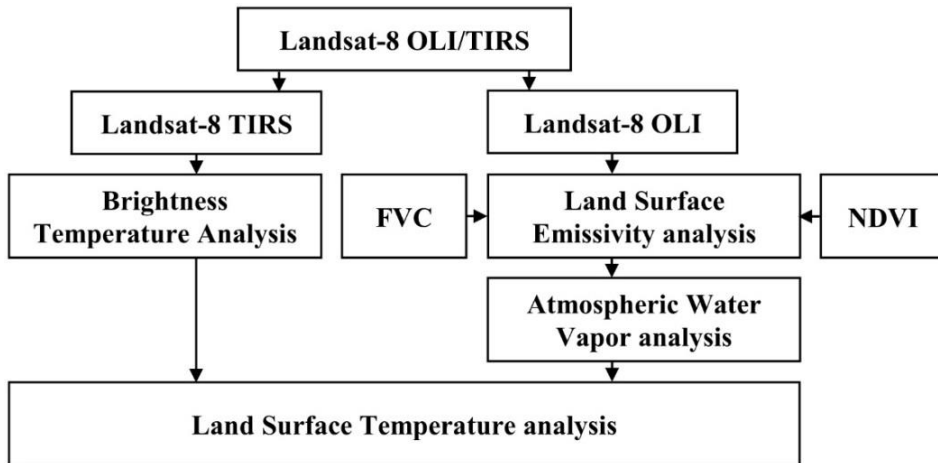 Landsat-8 OLI/TIRS
Landsat-8 TIRS
Landsat-8 OLI
Brightness
Temperature Analysis
FVC
Land Surface
Emissivity analysis
NDVI
Atmospheric Water
Vapor analysis
Land Surface Temperature analysis